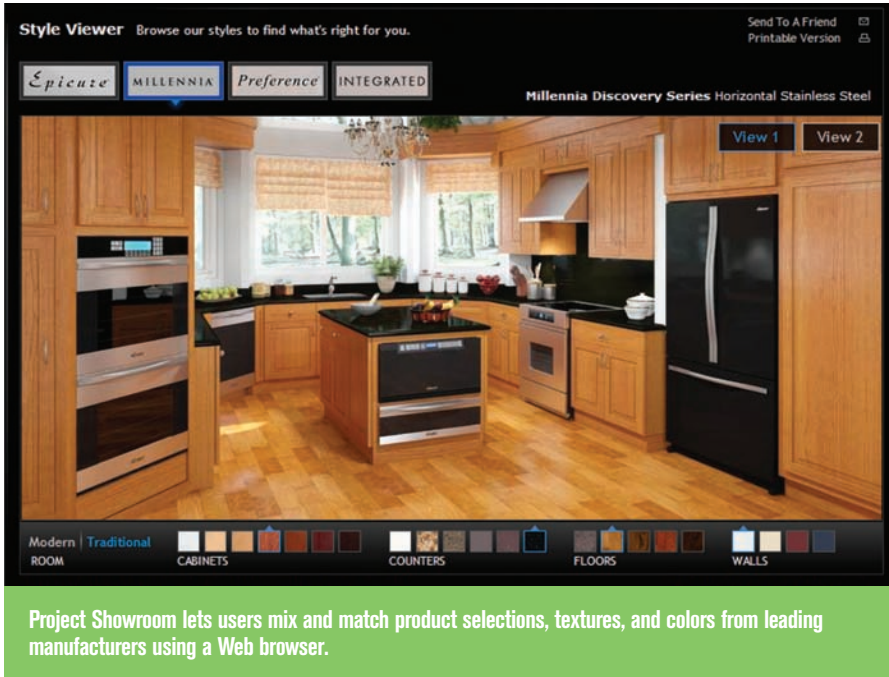 Style Viewer Browse our styles to find what's right for you.
Send To A Friend
Printable Version
Epicure
MILLENNIA
Preference
INTEGRATED
Millennia Discovery Series Horizontal Stainless Steel
View 1
View 2
Modern | Traditional
ROOM
CABINETS
COUNTERS
FLOORS
WALLS
Project Showroom lets users mix and match product selections, textures, and colors from leading
manufacturers using a Web browser.